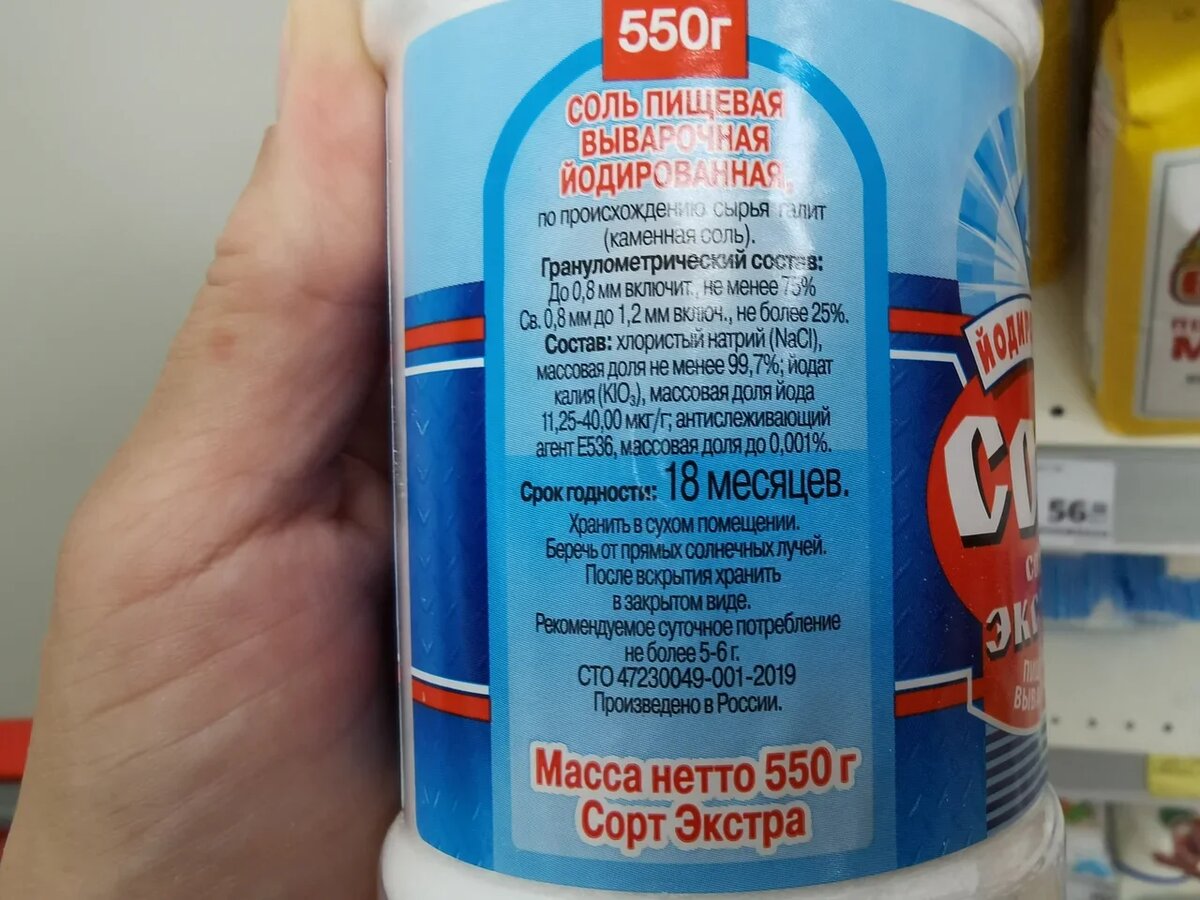 550г
СОЛЬ ПИЩЕВАЯ
ВЫВАРОЧНАЯ
ЙОДИРОВАННАЯ,
по происхождению сырья галит
(каменная соль).
Гранулометрический состав:
До 0,8 мм включит., не менее 75%
Св. 0,8 мм до 1,2 мм включ., не более 25%.
Состав: хлористый натрий (NaCl),
массовая доля не менее 99,7%; йодат
калия (KIO₃), массовая доля йода
11,25-40,00 мкг/г; антислеживающий
агент Е536, массовая доля до 0,001%.
Срок годности: 18 месяцев.
Хранить в сухом помещении.
Беречь от прямых солнечных лучей.
После вскрытия хранить
в закрытом виде.
Рекомендуемое суточное потребление
не более 5-6 г.
СТО 47230049-001-2019
Произведено в России.
Масса нетто 550 г
Сорт Экстра
56